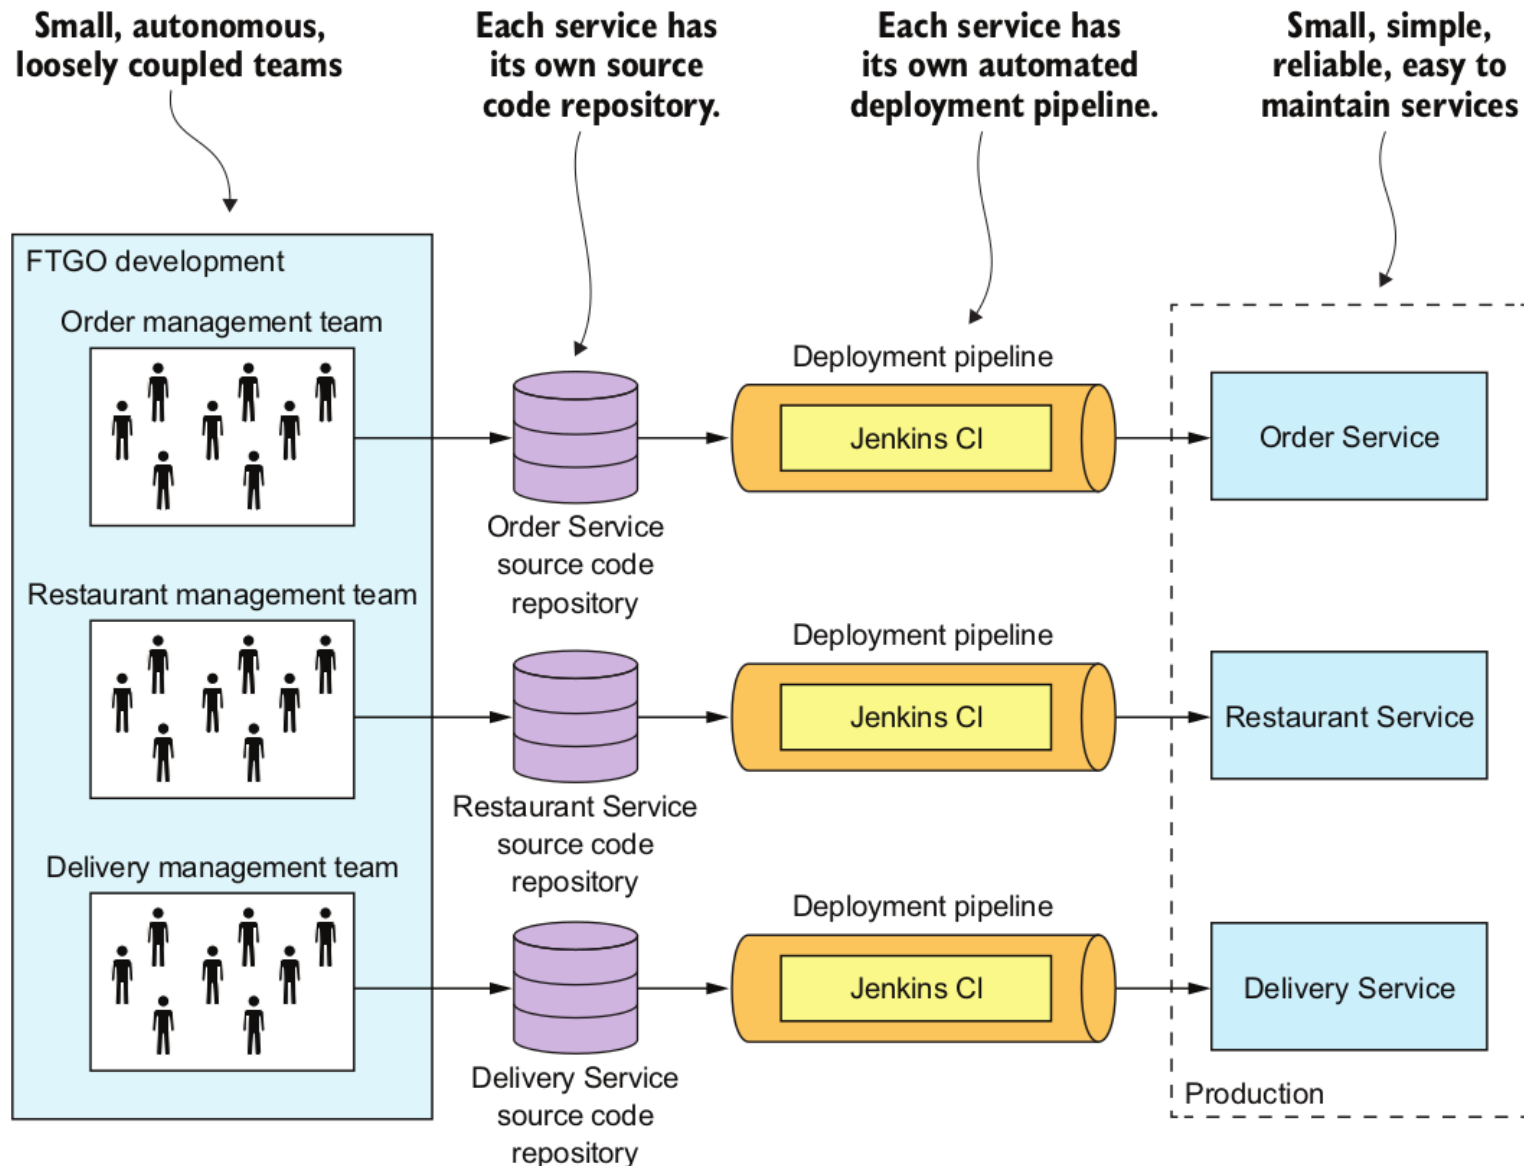 Small, autonomous,
loosely coupled teams
Each service has
its own source
code repository.
Each service has
its own automated
deployment pipeline.
Small, simple,
reliable, easy to
maintain services
FTGO development
Order management team
Order Service
source code
repository
Deployment pipeline
Jenkins CI
Order Service
Restaurant management team
Restaurant Service
source code
repository
Deployment pipeline
Jenkins CI
Restaurant Service
Delivery management team
Delivery Service
source code
repository
Deployment pipeline
Jenkins CI
Delivery Service
Production